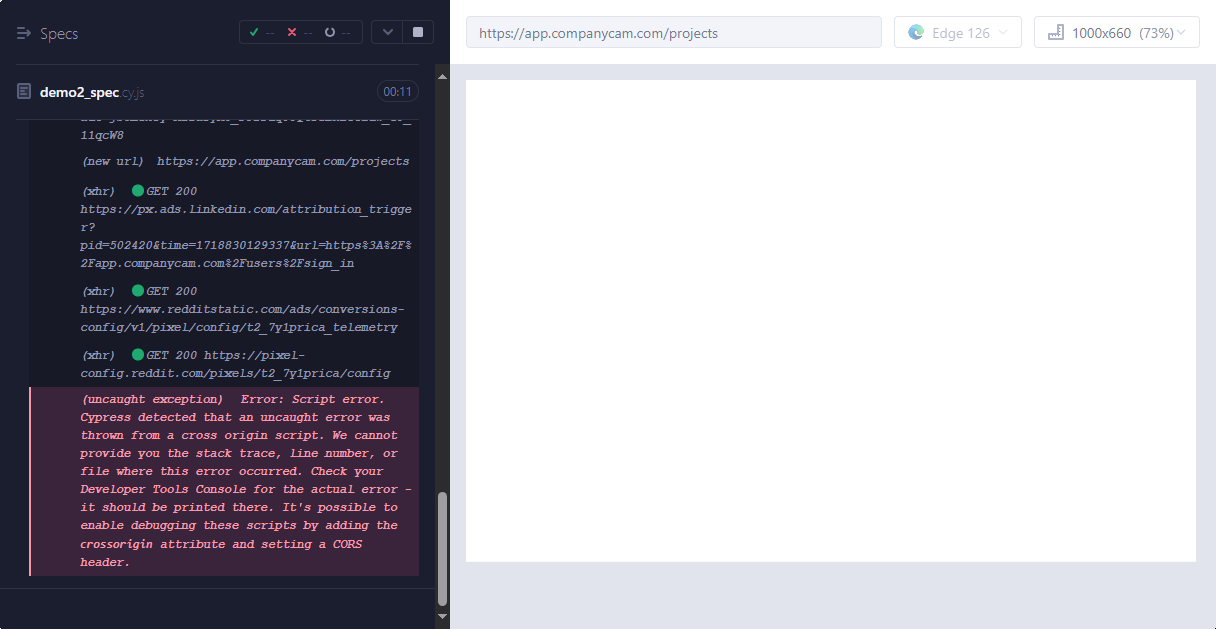 Specs
-- -- --
https://app.companycam.com/projects
Edge 126
1000x660 (73%)
demo2_spec.cy.js
00:11
11qcW8
(new url) https://app.companycam.com/projects
(xhr) GET 200
https://px.ads.linkedin.com/attribution_trigge
r?
pid=502420&time=1718830129337&url=https%3A%2F%
2Fapp.companycam.com%2Fusers%2Fsign_in
(xhr) GET 200
https://www.redditstatic.com/ads/conversions-
config/v1/pixel/config/t2_7y1prica_telemetry
(xhr) GET 200 https://pixel-
config.reddit.com/pixels/t2_7y1prica/config
(uncaught exception) Error: Script error.
Cypress detected that an uncaught error was
thrown from a cross origin script. We cannot
provide you the stack trace, line number, or
file where this error occurred. Check your
Developer Tools Console for the actual error -
it should be printed there. It's possible to
enable debugging these scripts by adding the
crossorigin attribute and setting a CORS
header.